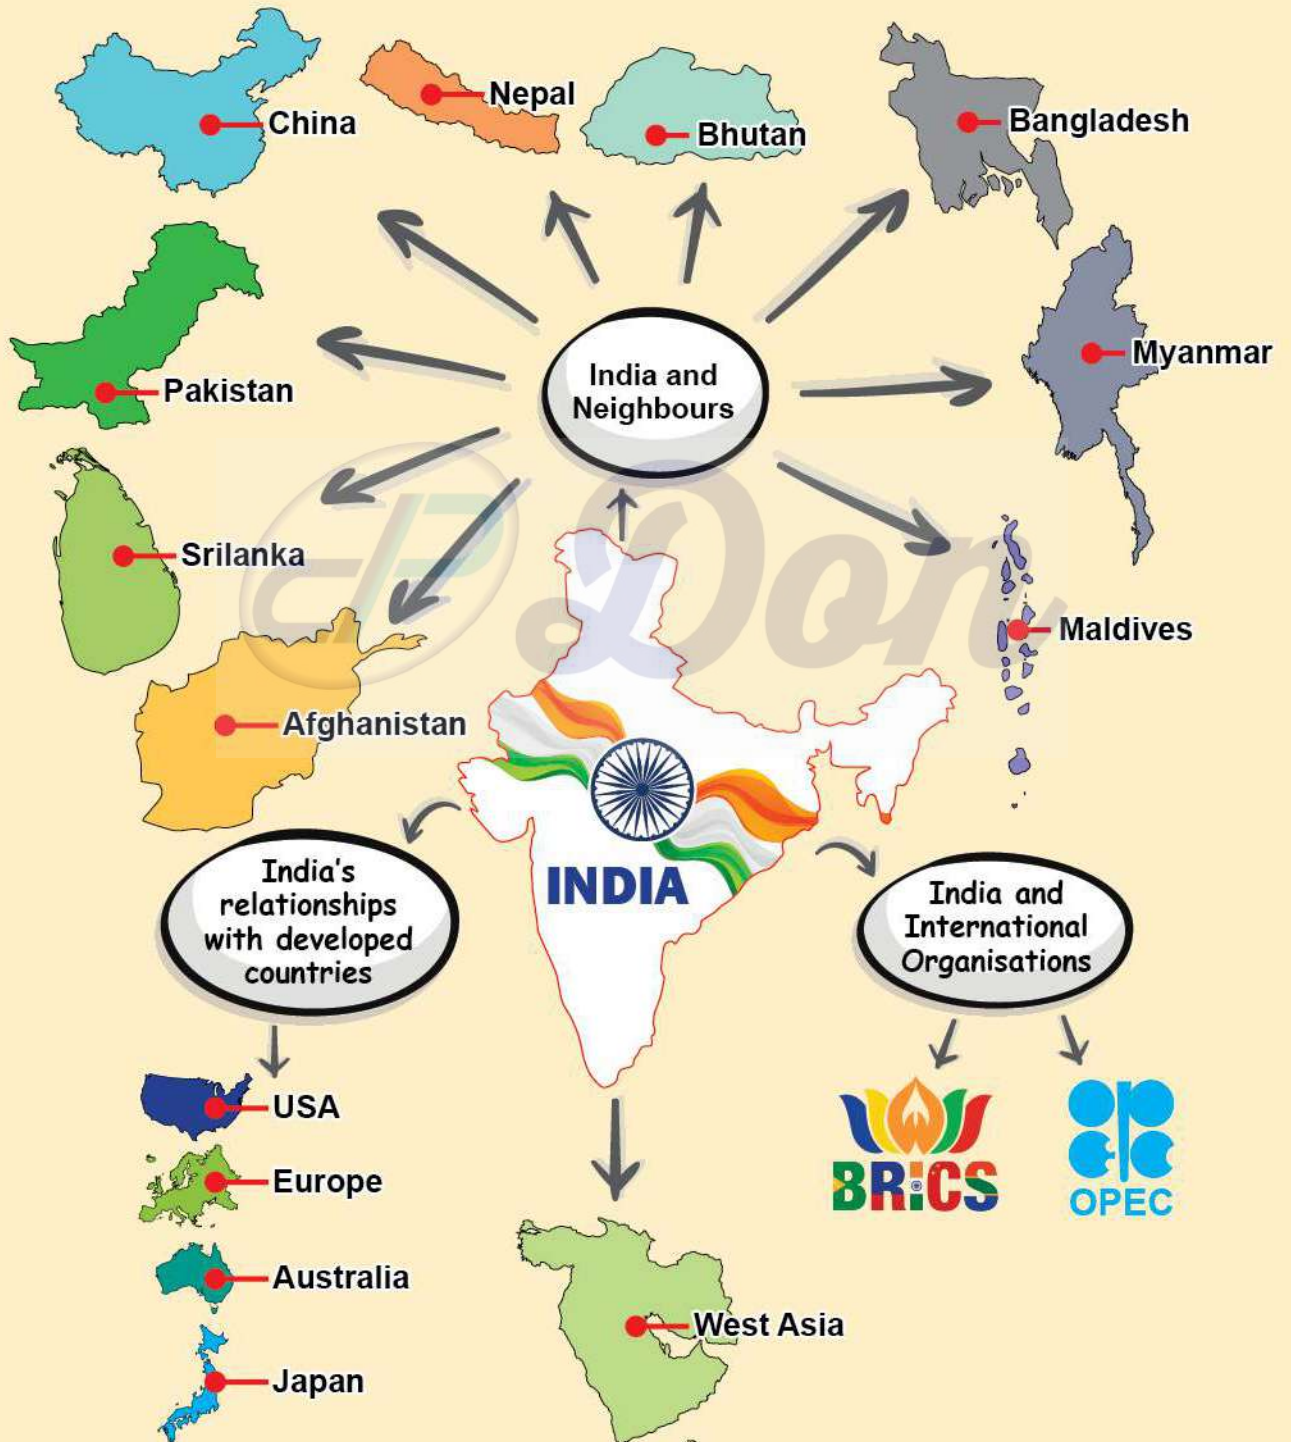 China
Nepal
Bhutan
Bangladesh
Pakistan
India and
Neighbours
Myanmar
Srilanka
Don
Maldives
Afghanistan
INDIA
India's
relationships
with developed
countries
India and
International
Organisations
USA
Europe
Australia
Japan
West Asia
BRICS
OPEC